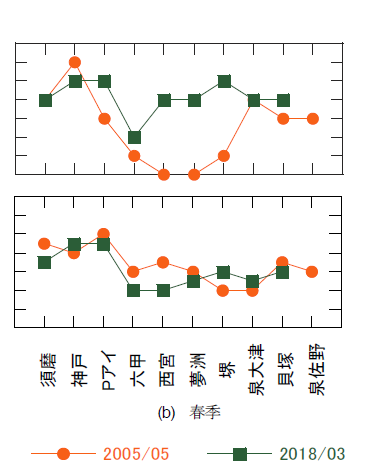 須磨
神戸
Pアイ
六甲
西宮
夢洲
堺
泉大津
貝塚
泉佐野
(b) 春季
2005/05 2018/03